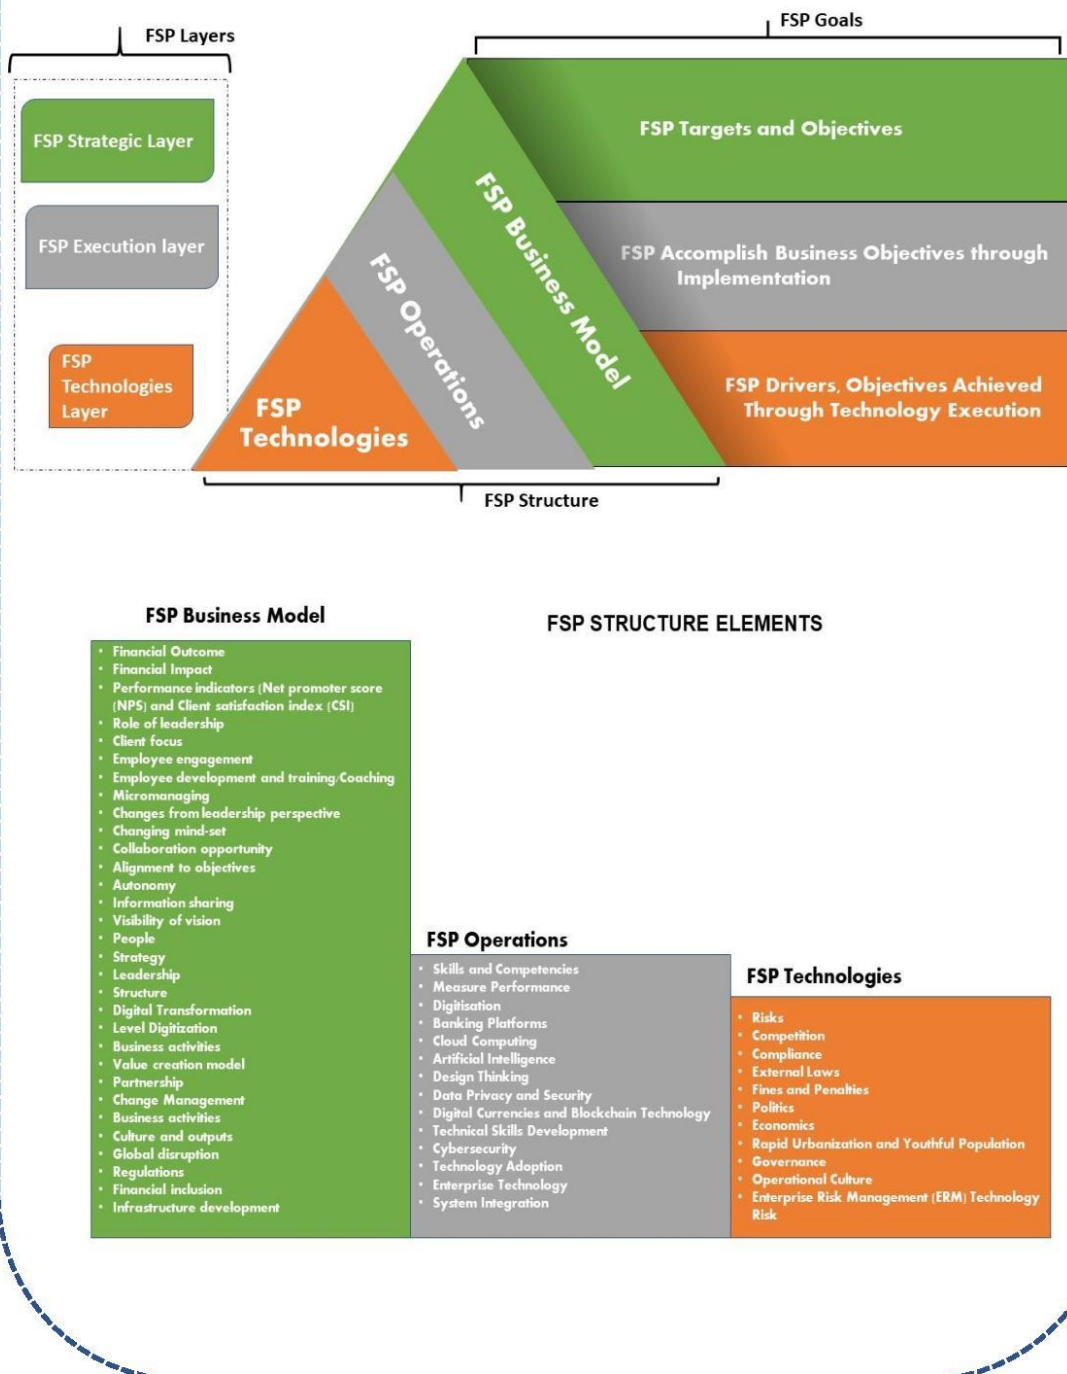 FSP Layers
FSP Goals
FSP Strategic Layer
FSP Execution layer
FSP
Technologies
Layer
FSP Business Model
FSP Operations
FSP
Technologies
FSP Targets and Objectives
FSP Accomplish Business Objectives through
Implementation
FSP Drivers, Objectives Achieved
Through Technology Execution
FSP Structure
FSP STRUCTURE ELEMENTS
FSP Business Model
• Financial Outcome
• Financial Impact
• Performance indicators (Net promoter score
(NPS) and Client satisfaction index (CSI)
• Role of leadership
• Client focus
• Employee engagement
• Employee development and training/Coaching
• Micromanaging
• Changes from leadership perspective
• Changing mind-set
• Collaboration opportunity
• Alignment to objectives
• Autonomy
• Information sharing
• Visibility of vision
• People
• Strategy
• Leadership
• Structure
• Digital Transformation
• Level Digitization
• Business activities
• Value creation model
• Partnership
• Change Management
• Business activities
• Culture and outputs
• Global disruption
• Regulations
• Financial inclusion
• Infrastructure development
FSP Operations
• Skills and Competencies
• Measure Performance
• Digitisation
• Banking Platforms
• Cloud Computing
• Artificial Intelligence
• Design Thinking
• Data Privacy and Security
• Digital Currencies and Blockchain Technology
• Technical Skills Development
• Cybersecurity
• Technology Adoption
• Enterprise Technology
• System Integration
FSP Technologies
• Risks
• Competition
• Compliance
• External Laws
• Fines and Penalties
• Politics
• Economics
• Rapid Urbanization and Youthful Population
• Governance
• Operational Culture
• Enterprise Risk Management (ERM) Technology
Risk